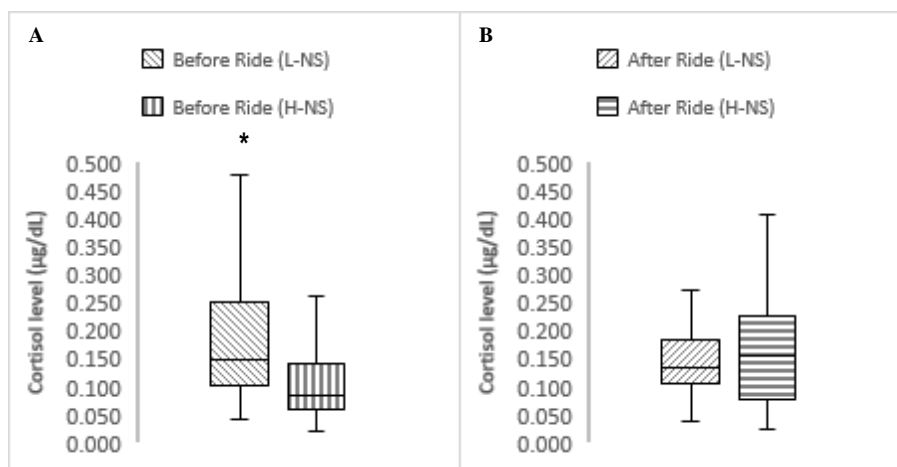 A
Before Ride (L-NS)
Before Ride (H-NS)
*
Cortisol level (µg/dL)
0.500
0.450
0.400
0.350
0.300
0.250
0.200
0.150
0.100
0.050
0.000
B
After Ride (L-NS)
After Ride (H-NS)
Cortisol level (µg/dL)
0.500
0.450
0.400
0.350
0.300
0.250
0.200
0.150
0.100
0.050
0.000